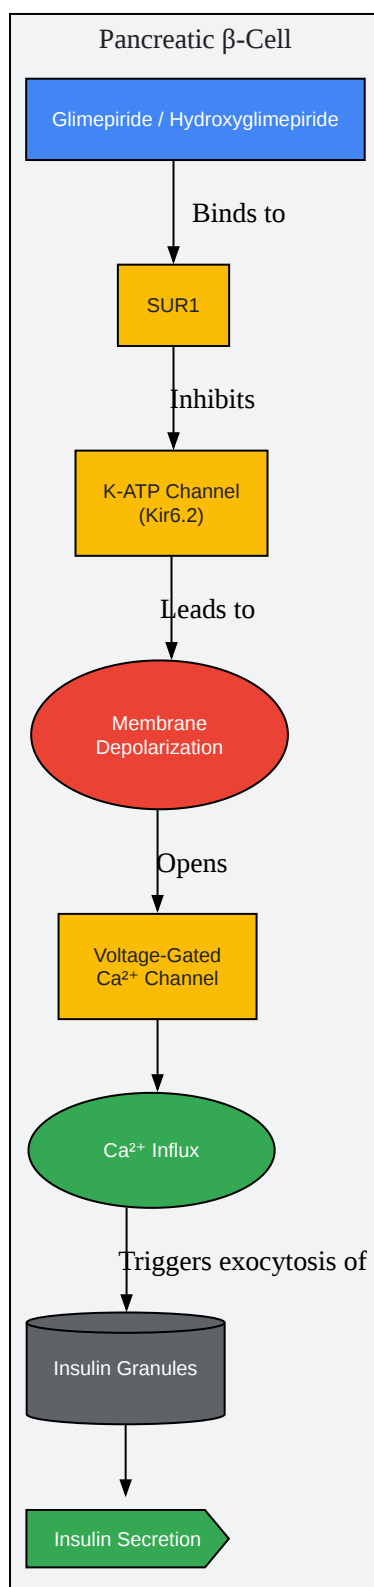 Pancreatic β-Cell
Glimepiride / Hydroxyglimepiride
Binds to
SUR1
Inhibits
K-ATP Channel
(Kir6.2)
Leads to
Membrane
Depolarization
Opens
Voltage-Gated
Ca²⁺ Channel
Ca²⁺ Influx
Triggers exocytosis of
Insulin Granules
Insulin Secretion